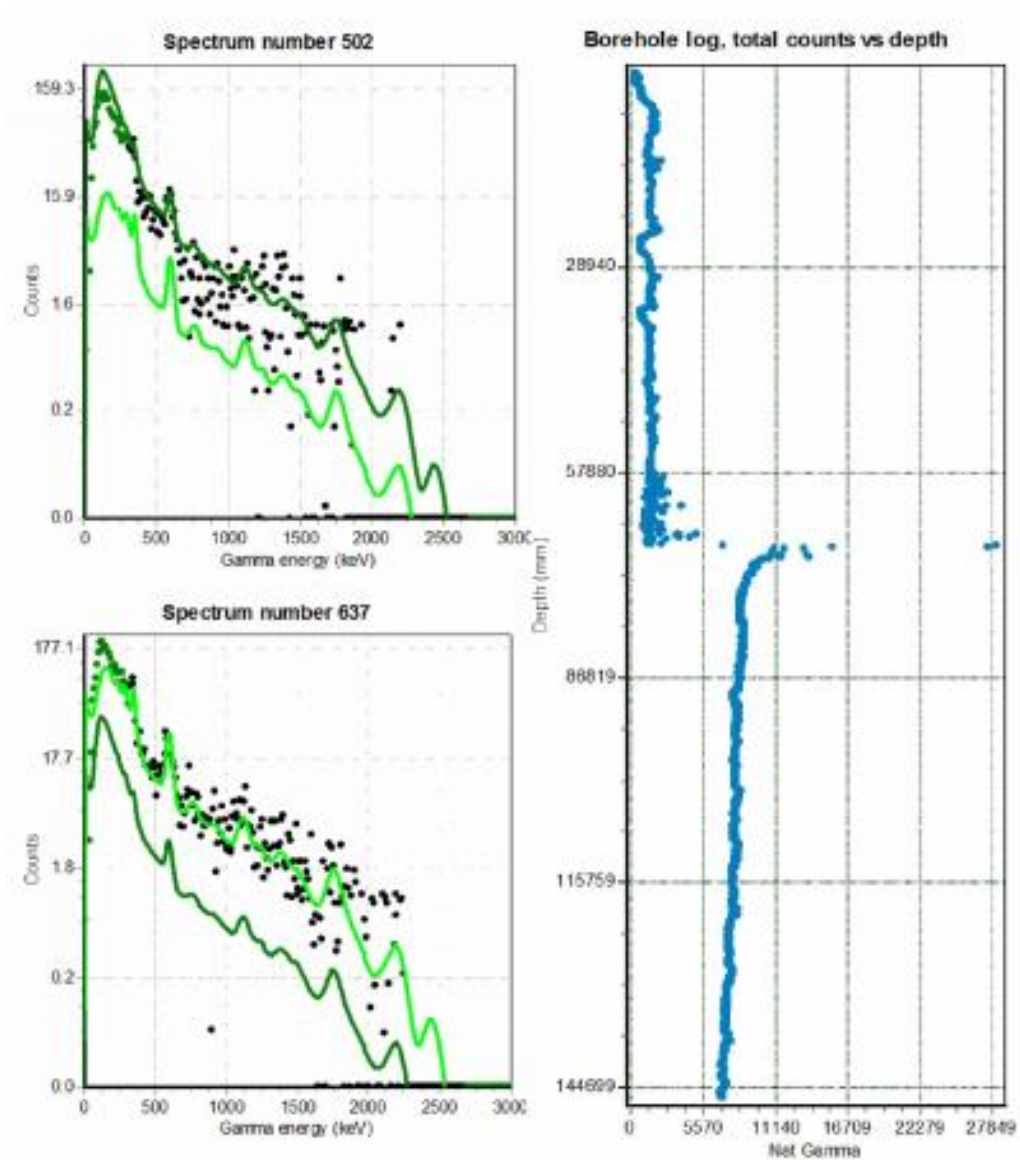 Spectrum number 502
159.3
15.9
1.6
0.2
0.0
Counts
0 500 1000 1500 2000 2500 3000
Gamma energy (keV)
Spectrum number 637
177.1
17.7
1.8
0.2
0.0
Counts
0 500 1000 1500 2000 2500 3000
Gamma energy (keV)
Borehole log, total counts vs depth
28940
57880
86819
115759
144699
Depth (mm)
0 5570 11140 16709 22279 27849
Nat Gamma